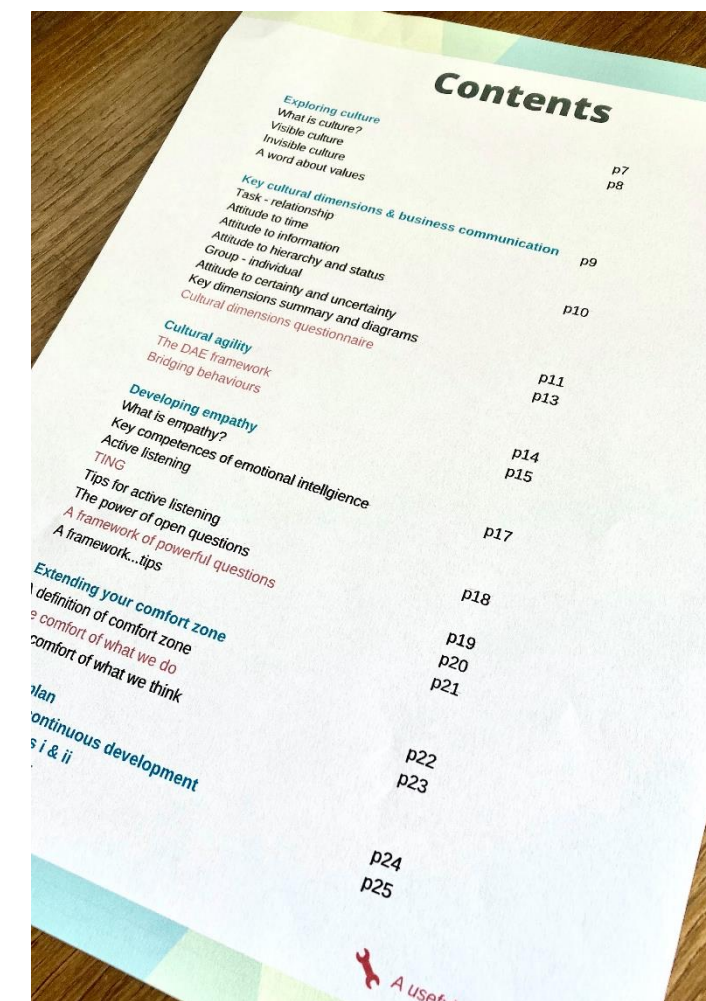 Contents
Exploring culture
What is culture?
Visible culture p7
Invisible culture p8
A word about values
Key cultural dimensions & business communication p9
Task - relationship
Attitude to time p10
Attitude to information
Attitude to hierarchy and status
Group - individual p11
Attitude to certainty and uncertainty p13
Key dimensions summary and diagrams
Cultural dimensions questionnaire p14
Cultural agility p15
The DAE framework
Bridging behaviours p17
Developing empathy
What is empathy? p18
Key competences of emotional intellgience
Active listening p19
TING p20
Tips for active listening p21
The power of open questions
A framework of powerful questions p22
A framework...tips p23
Extending your comfort zone
definition of comfort zone p24
comfort of what we do p25
comfort of what we think
plan
continuous development
i & ii
A